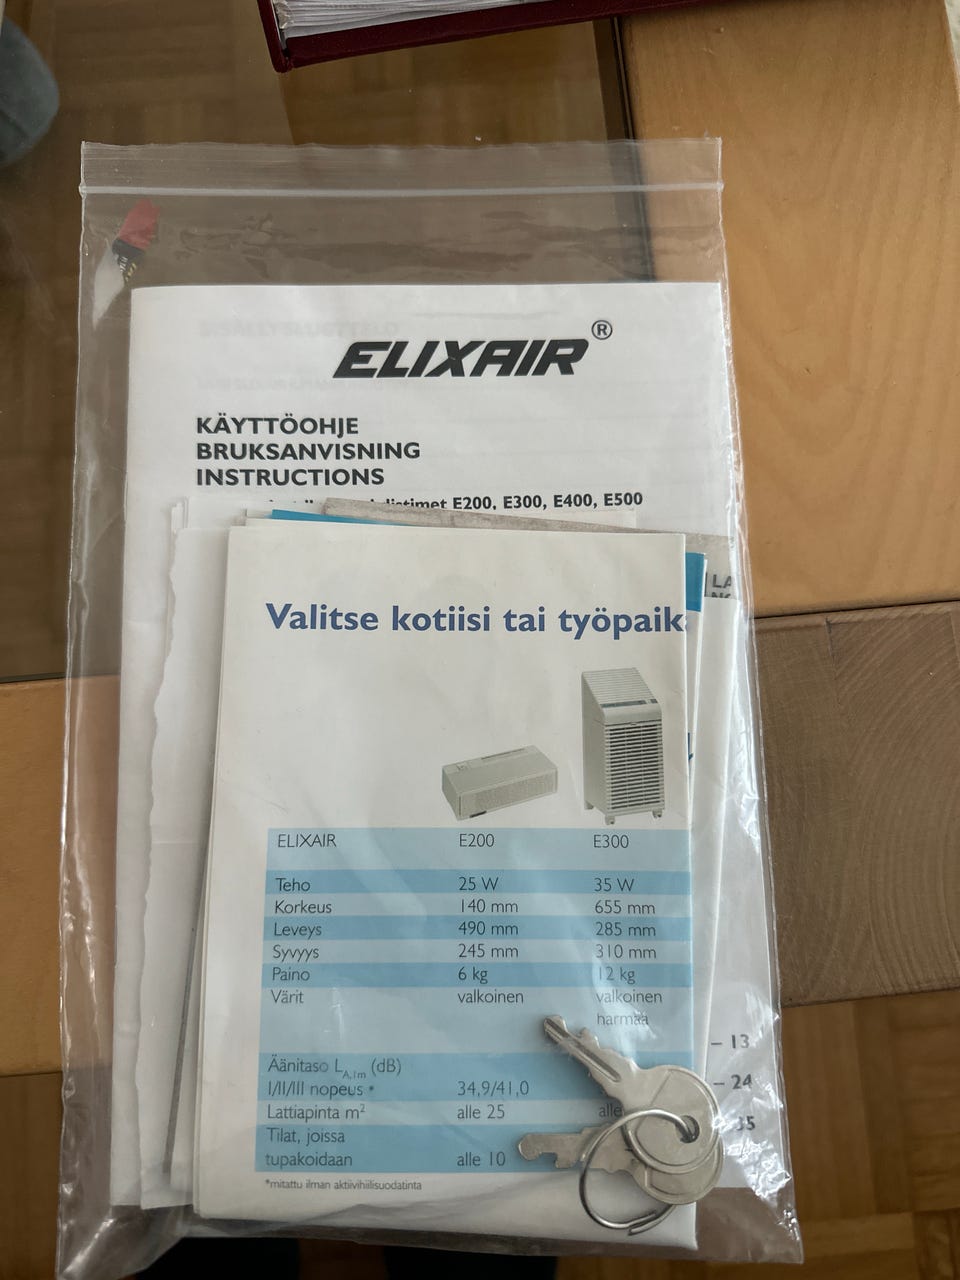 ELIXAIR®
KÄYTTÖOHJE
BRUKSANVISNING
INSTRUCTIONS
E200, E300, E400, E500
LA
Valitse kotiisi tai työpaik
ELIXAIR E200 E300
Teho 25 W 35 W
Korkeus 140 mm 655 mm
Leveys 490 mm 285 mm
Syvyys 245 mm 310 mm
Paino 6 kg 12 kg
Värit valkoinen valkoinen
harmaa
Äänitaso LA,1m (dB)
I/II/III nopeus * 34,9/41,0
Lattiapinta m² alle 25 alle
Tilat, joissa
tupakoidaan alle 10
*mitattu ilman aktiivihiilisuodatinta
– 13
– 24
35